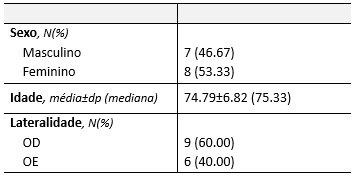 Sexo, N(%)
Masculino 7 (46.67)
Feminino 8 (53.33)
Idade, média±dp (mediana) 74.79±6.82 (75.33)
Lateralidade, N(%)
OD 9 (60.00)
OE 6 (40.00)